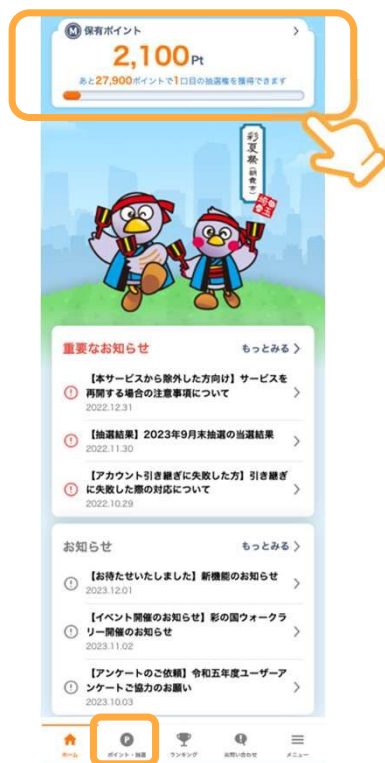 M 保有ポイント
2,100 Pt
あと27,900ポイントで1口目の抽選権を獲得できます
彩夏祭(朝霞市)
重要なお知らせ
もっとみる
【本サービスから除外した方向け】サービスを
再開する場合の注意事項について
2022.12.31
【抽選結果】2023年9月末抽選の当選結果
2022.11.30
【アカウント引き継ぎに失敗した方】引き継ぎ
に失敗した際の対応について
2022.10.29
お知らせ
もっとみる
【お待たせいたしました】新機能のお知らせ
2023.12.01
【イベント開催のお知らせ】彩の国ウォークラ
リー開催のお知らせ
2023.11.02
【アンケートのご依頼】令和五年度ユーザーア
ンケートご協力のお願い
2023.10.03
ホーム
P
ポイント・抽選
ランキング
お問い合わせ
メニュー